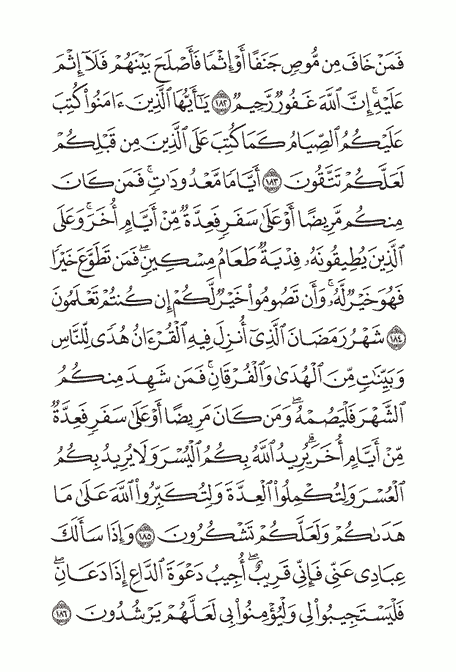 فَمَنْ خَافَ مِن مُّوصٍ جَنَفًا أَوْ إِثْمًا فَأَصْلَحَ بَيْنَهُمْ فَلَآ إِثْمَ
عَلَيْهِ ۚ إِنَّ ٱللَّهَ غَفُورٌ رَّحِيمٌ ١٨٢ يَـٰٓأَيُّهَا ٱلَّذِينَ ءَامَنُوا۟ كُتِبَ
عَلَيْكُمُ ٱلصِّيَامُ كَمَا كُتِبَ عَلَى ٱلَّذِينَ مِن قَبْلِكُمْ
لَعَلَّكُمْ تَتَّقُونَ ١٨٣ أَيَّامًا مَّعْدُودَٰتٍ ۚ فَمَن كَانَ
مِنكُم مَّرِيضًا أَوْ عَلَىٰ سَفَرٍ فَعِدَّةٌ مِّنْ أَيَّامٍ أُخَرَ ۚ وَعَلَى
ٱلَّذِينَ يُطِيقُونَهُۥ فِدْيَةٌ طَعَامُ مِسْكِينٍ ۖ فَمَن تَطَوَّعَ خَيْرًا
فَهُوَ خَيْرٌ لَّهُۥ ۚ وَأَن تَصُومُوا۟ خَيْرٌ لَّكُمْ ۖ إِن كُنتُمْ تَعْلَمُونَ
١٨٤ شَهْرُ رَمَضَانَ ٱلَّذِىٓ أُنزِلَ فِيهِ ٱلْقُرْءَانُ هُدًى لِّلنَّاسِ
وَبَيِّنَـٰتٍ مِّنَ ٱلْهُدَىٰ وَٱلْفُرْقَانِ ۚ فَمَن شَهِدَ مِنكُمُ
ٱلشَّهْرَ فَلْيَصُمْهُ ۖ وَمَن كَانَ مَرِيضًا أَوْ عَلَىٰ سَفَرٍ فَعِدَّةٌ
مِّنْ أَيَّامٍ أُخَرَ ۗ يُرِيدُ ٱللَّهُ بِكُمُ ٱلْيُسْرَ وَلَا يُرِيدُ بِكُمُ
ٱلْعُسْرَ وَلِتُكْمِلُوا۟ ٱلْعِدَّةَ وَلِتُكَبِّرُوا۟ ٱللَّهَ عَلَىٰ مَا
هَدَىٰكُمْ وَلَعَلَّكُمْ تَشْكُرُونَ ١٨٥ وَإِذَا سَأَلَكَ
عِبَادِى عَنِّى فَإِنِّى قَرِيبٌ ۖ أُجِيبُ دَعْوَةَ ٱلدَّاعِ إِذَا دَعَانِ ۖ
فَلْيَسْتَجِيبُوا۟ لِى وَلْيُؤْمِنُوا۟ بِى لَعَلَّهُمْ يَرْشُدُونَ ١٨٦